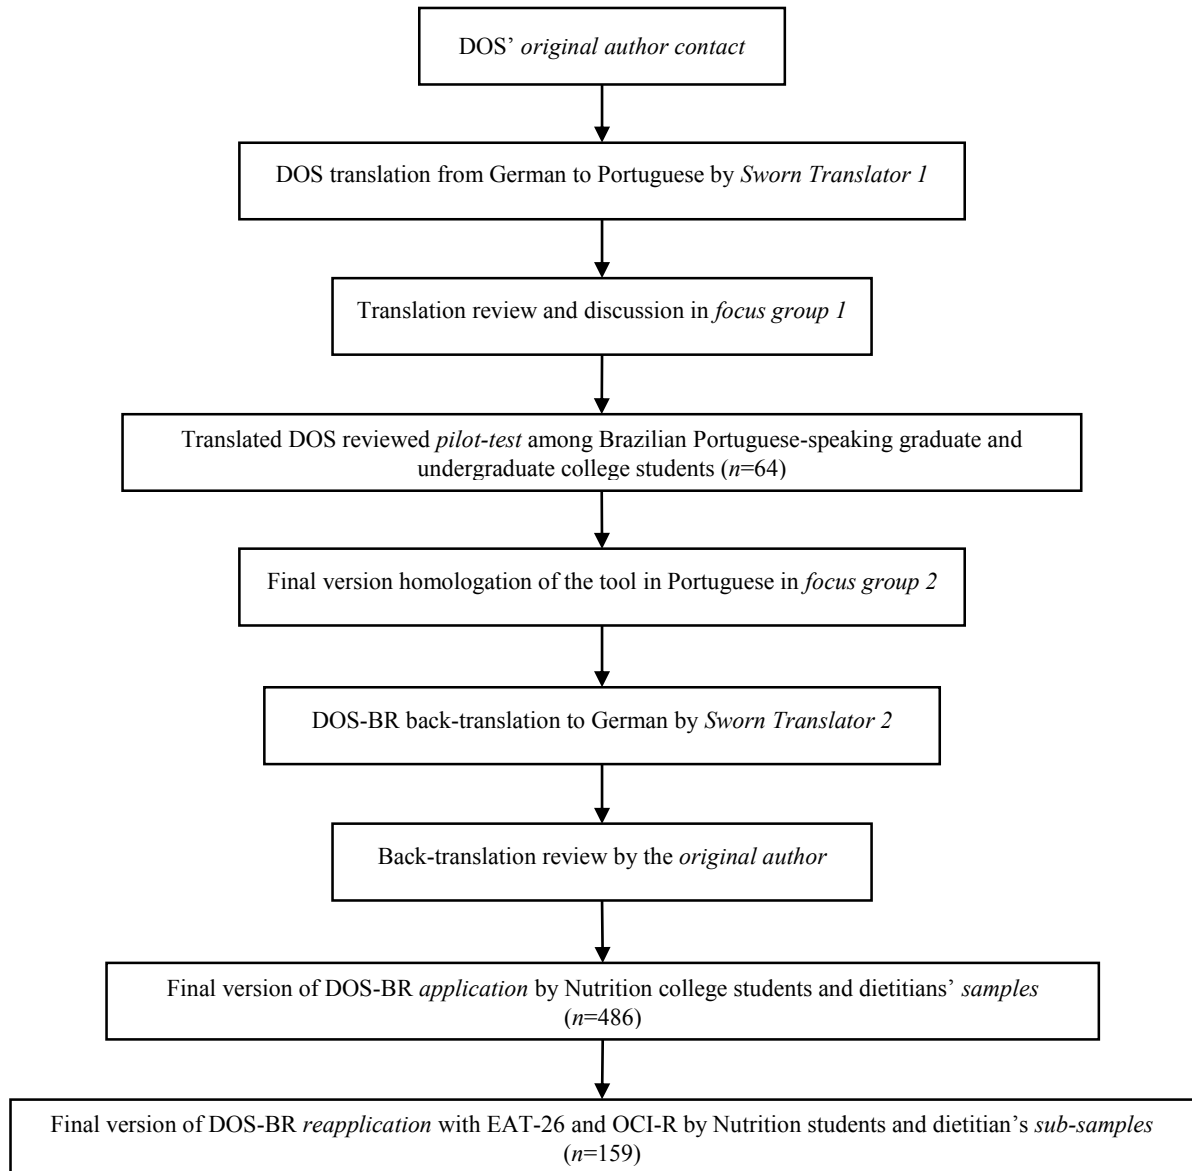 DOS’ original author contact
DOS translation from German to Portuguese by Sworn Translator 1
Translation review and discussion in focus group 1
Translated DOS reviewed pilot-test among Brazilian Portuguese-speaking graduate and
undergraduate college students (n=64)
Final version homologation of the tool in Portuguese in focus group 2
DOS-BR back-translation to German by Sworn Translator 2
Back-translation review by the original author
Final version of DOS-BR application by Nutrition college students and dietitians’ samples
(n=486)
Final version of DOS-BR reapplication with EAT-26 and OCI-R by Nutrition students and dietitian’s sub-samples
(n=159)